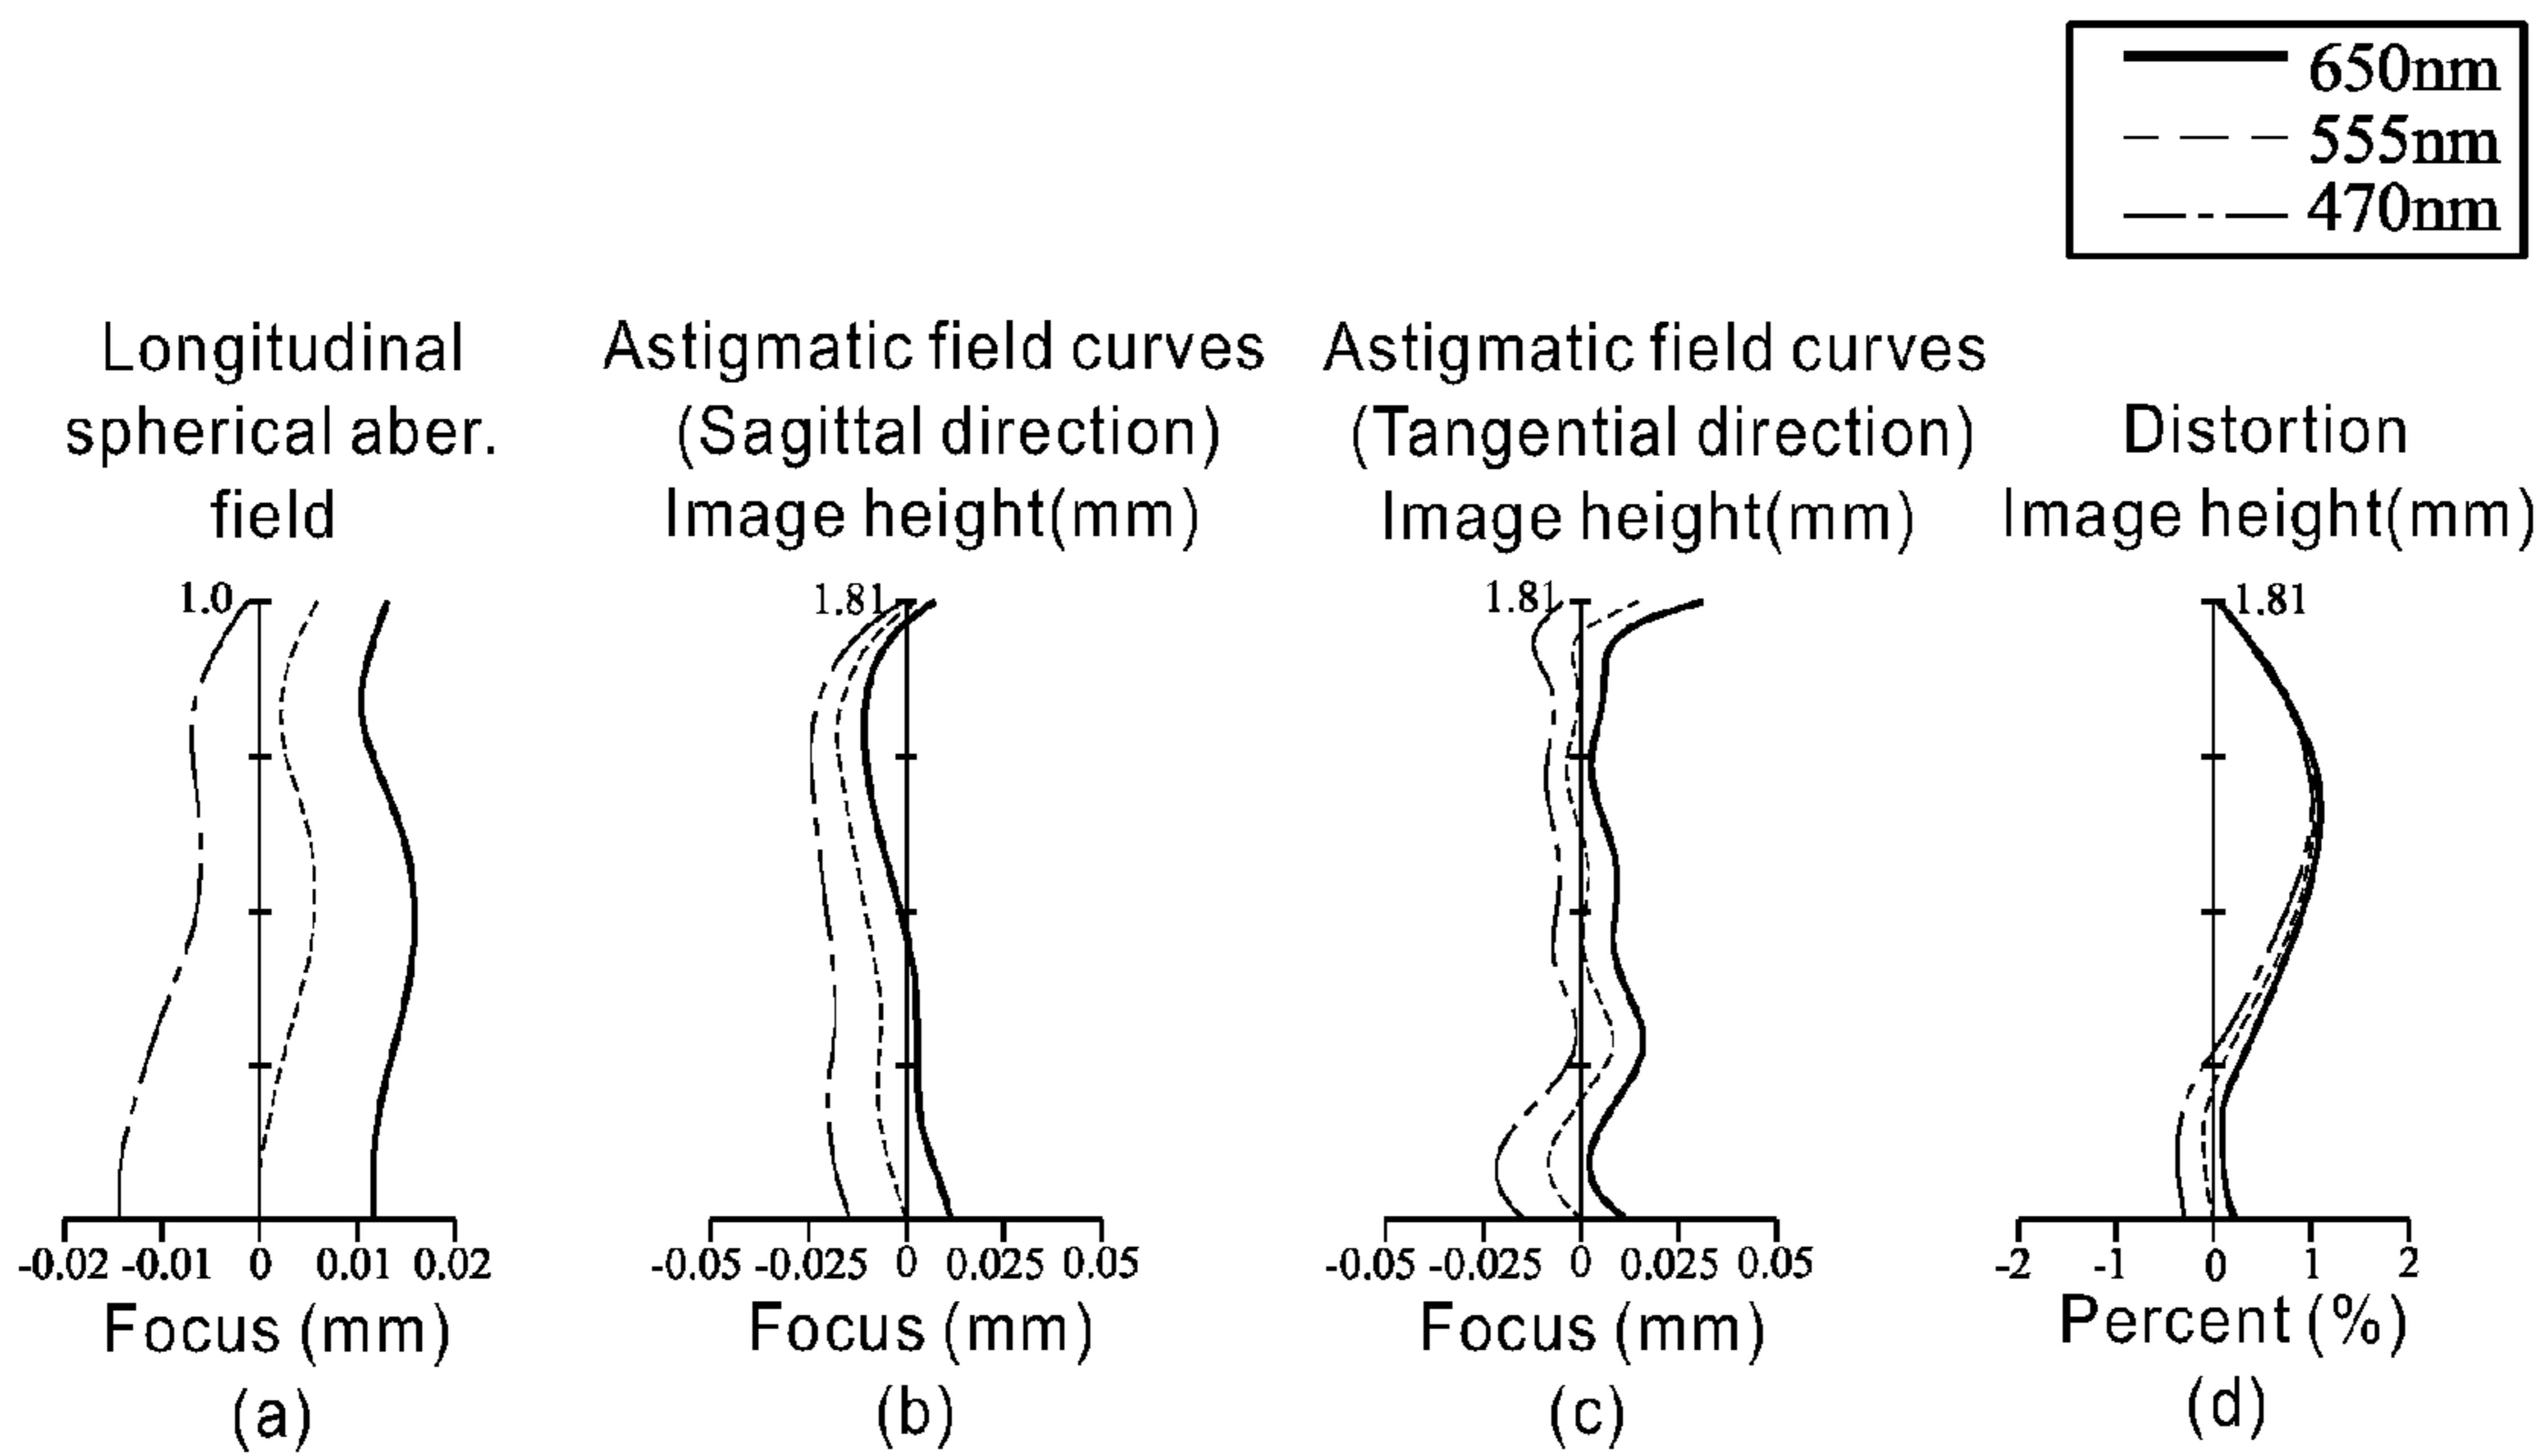 650nm
555nm
470nm
Longitudinal
spherical aber.
field
1.0
-0.02 -0.01 0 0.01 0.02
Focus (mm)
(a)
Astigmatic field curves
(Sagittal direction)
Image height(mm)
1.81
-0.05 -0.025 0 0.025 0.05
Focus (mm)
(b)
Astigmatic field curves
(Tangential direction)
Image height(mm)
1.81
-0.05 -0.025 0 0.025 0.05
Focus (mm)
(c)
Distortion
Image height(mm)
1.81
-2 -1 0 1 2
Percent (%)
(d)